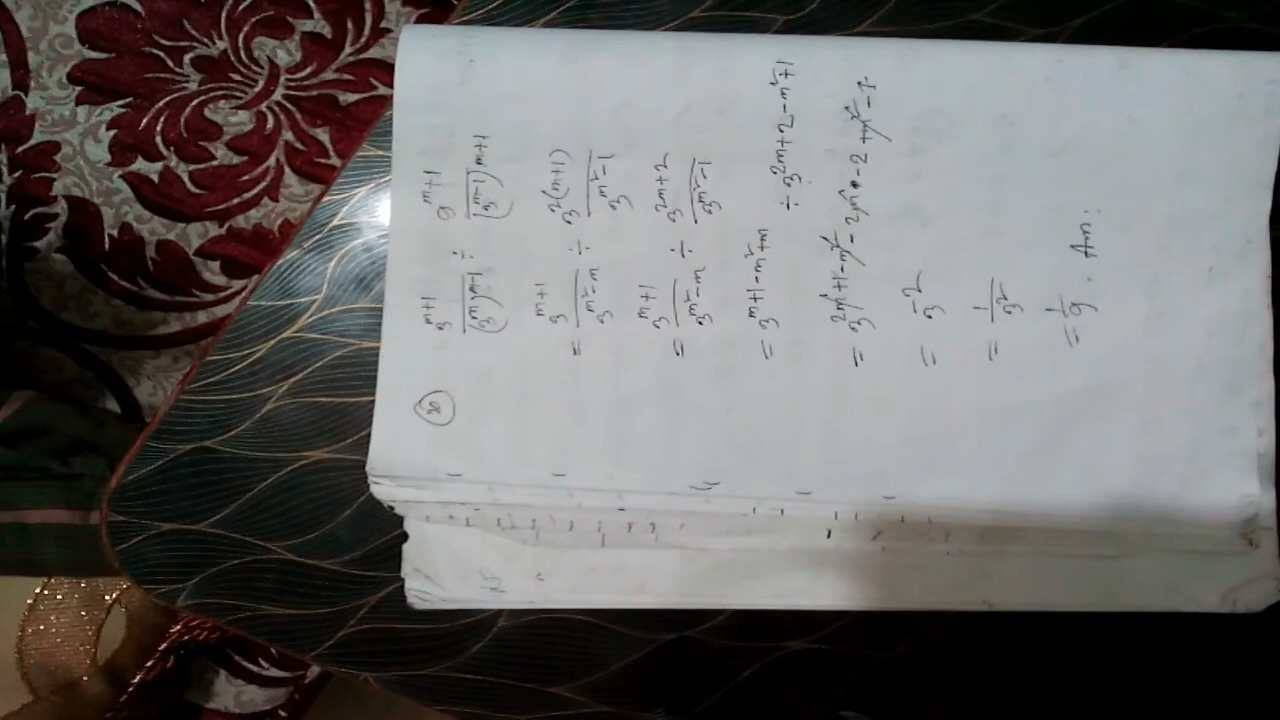 3^(m+1)/(3^m)^(m-1) ÷ 9^(m+1)/(3^(m-1))^(m+1)
= 3^(m+1)/3^(m²-m) ÷ 3^(2(m+1))/3^(m²-1)
= 3^(m+1)/3^(m²-m) ÷ 3^(2m+2)/3^(m²-1)
= 3^(m+1-m²+m) ÷ 3^(2m+2-m²+1)
= 3^(2m+1-m²-2m-2+m²-1)
= 3^(-2)
= 1/3²
= 1/9 . Ans: